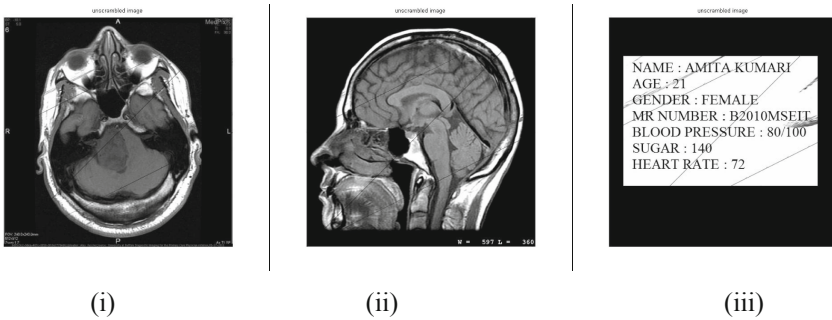 unscrambled image
A
R
L
P
(i)
unscrambled image
W = 597 L = 360
(ii)
unscrambled image
NAME : AMITA KUMARI
AGE : 21
GENDER : FEMALE
MR NUMBER : B2010MSEIT
BLOOD PRESSURE : 80/100
SUGAR : 140
HEART RATE : 72
(iii)